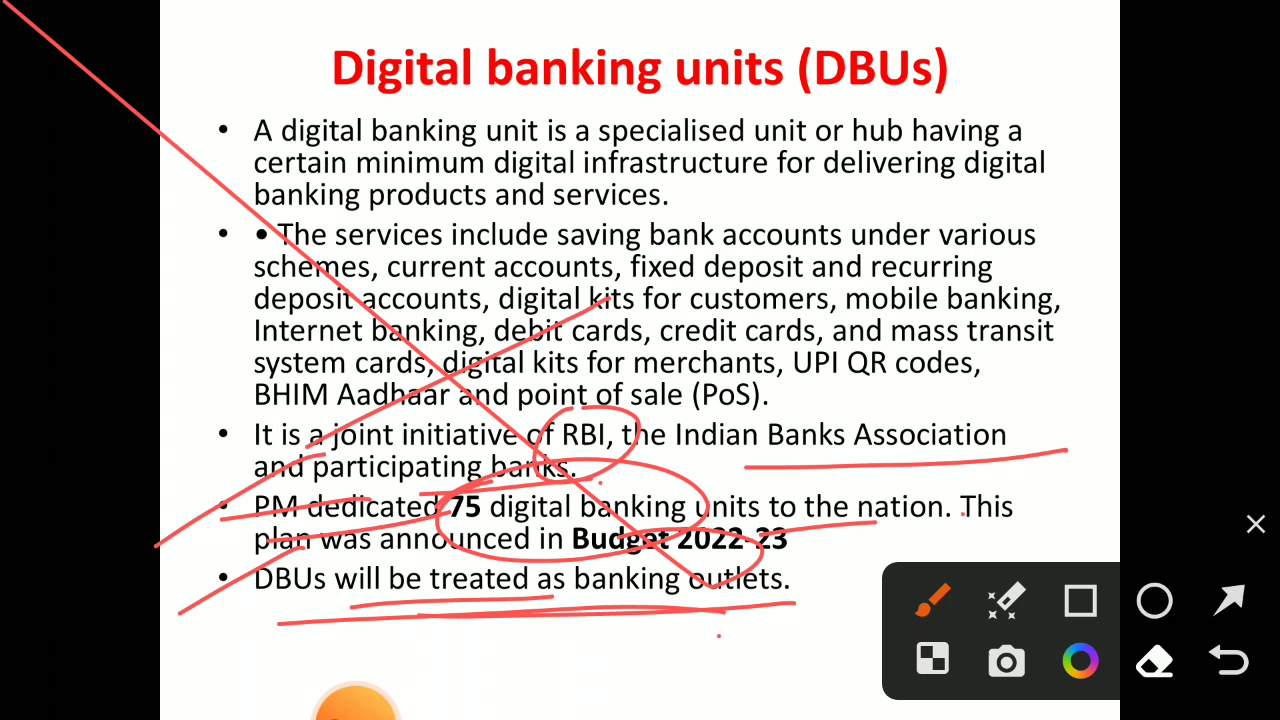 Digital banking units (DBUs)
• A digital banking unit is a specialised unit or hub having a
certain minimum digital infrastructure for delivering digital
banking products and services.
• • The services include saving bank accounts under various
schemes, current accounts, fixed deposit and recurring
deposit accounts, digital kits for customers, mobile banking,
Internet banking, debit cards, credit cards, and mass transit
system cards, digital kits for merchants, UPI QR codes,
BHIM Aadhaar and point of sale (PoS).
• It is a joint initiative of RBI, the Indian Banks Association
and participating banks.
• PM dedicated 75 digital banking units to the nation. This
plan was announced in Budget 2022-23
• DBUs will be treated as banking outlets.